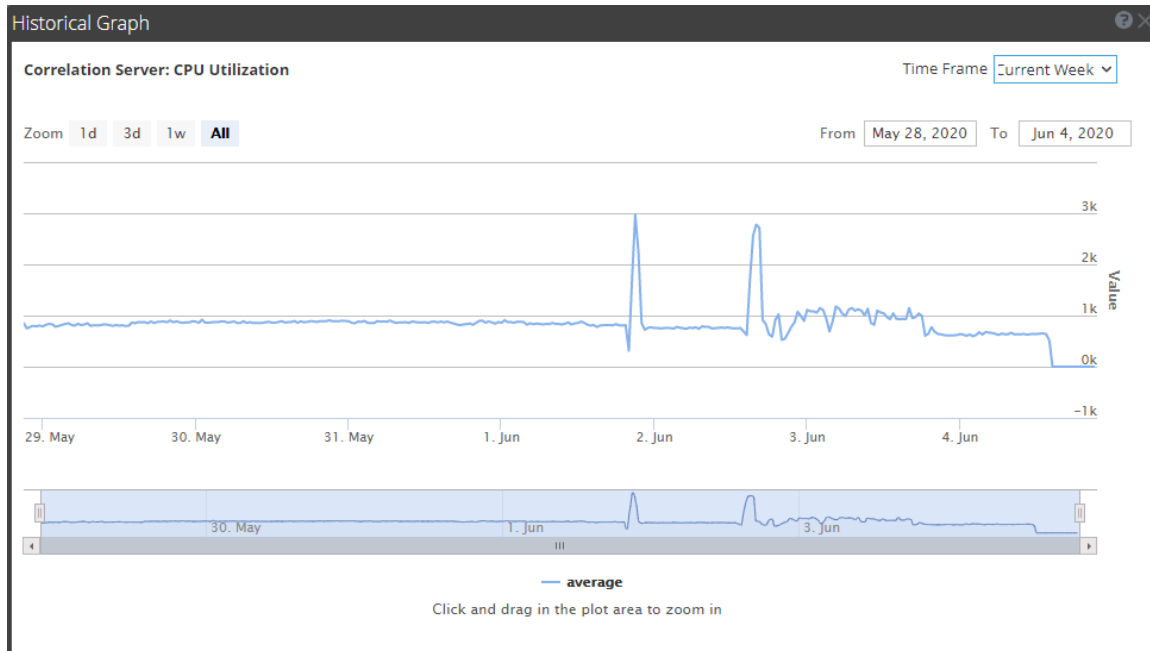 Historical Graph
Correlation Server: CPU Utilization
Time Frame Current Week
Zoom 1d 3d 1w All
From May 28, 2020 To Jun 4, 2020
3k
2k
Value
1k
0k
-1k
29. May 30. May 31. May 1. Jun 2. Jun 3. Jun 4. Jun
30. May 1. Jun 3. Jun
average
Click and drag in the plot area to zoom in